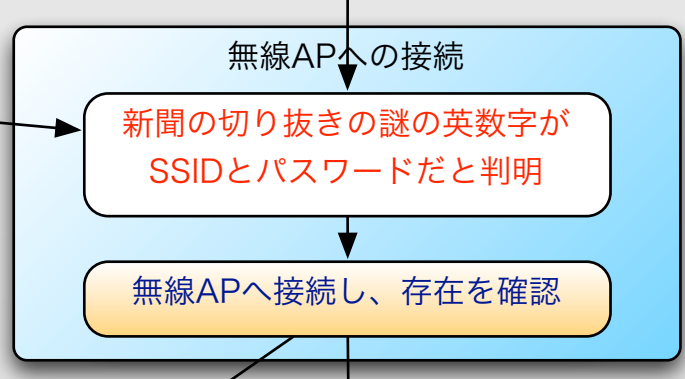 無線APへの接続
新聞の切り抜きの謎の英数字が
SSIDとパスワードだと判明
無線APへ接続し、存在を確認